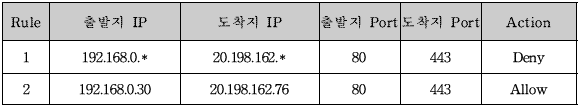 Rule 출발지 IP 도착지 IP 출발지 Port 도착지 Port Action
1 192.168.0.* 20.198.162.* 80 443 Deny
2 192.168.0.30 20.198.162.76 80 443 Allow